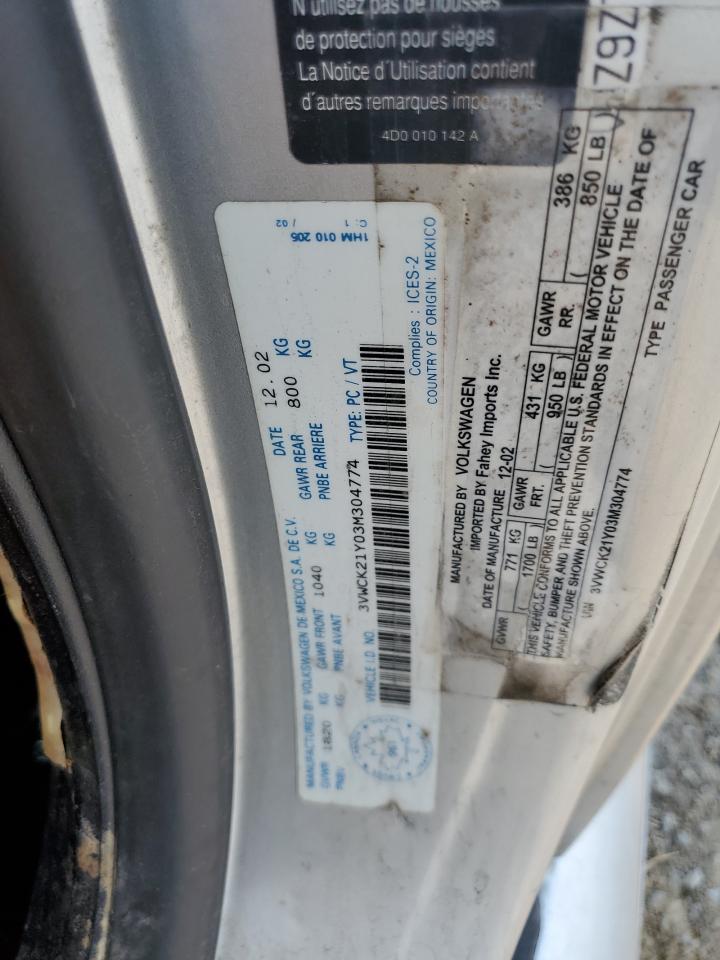 N'utilisez pas de housses
de protection pour sièges
La Notice d'Utilisation contient
d'autres remarques importantes
4D0 010 142 A
Z9Z
1HM 010 205
/ 02
MANUFACTURED BY VOLKSWAGEN DE MEXICO S.A. DE C.V. DATE 12.02
GVWR 1820 KG GAWR FRONT 1040 KG GAWR REAR 800 KG
PNBV KG PNBE AVANT KG PNBE ARRIERE KG
VEHICLE I.D. NO. 3VWCK21Y03M304774 TYPE: PC / VT
Complies : ICES-2
COUNTRY OF ORIGIN: MEXICO
MANUFACTURED BY VOLKSWAGEN
IMPORTED BY Fahey Imports Inc.
DATE OF MANUFACTURE 12-02
GVWR 771 KG GAWR FRT. 431 KG GAWR RR. 386 KG
( 1700 LB ) ( 950 LB ) ( 850 LB )
THIS VEHICLE CONFORMS TO ALL APPLICABLE U.S. FEDERAL MOTOR VEHICLE
SAFETY, BUMPER AND THEFT PREVENTION STANDARDS IN EFFECT ON THE DATE OF
MANUFACTURE SHOWN ABOVE.
VIN 3VWCK21Y03M304774 TYPE PASSENGER CAR